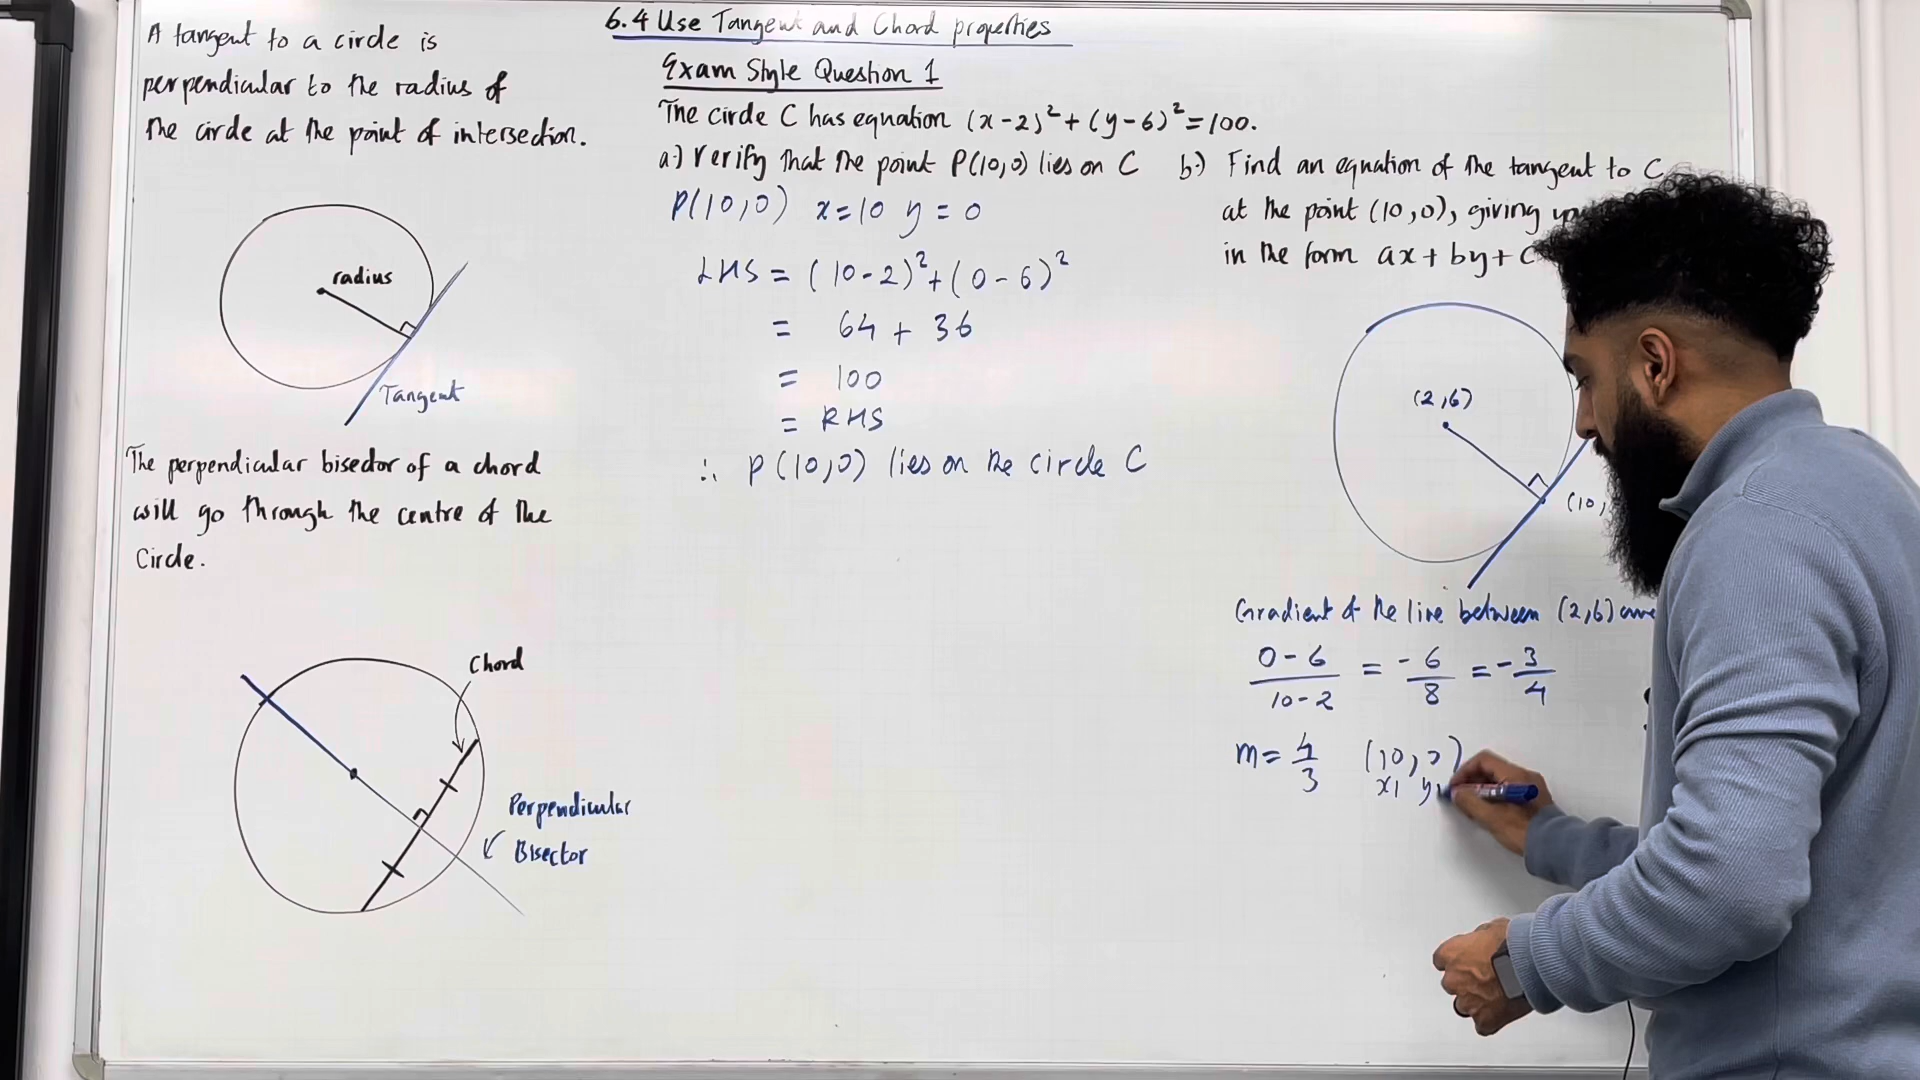 A tangent to a circle is
perpendicular to the radius of
the circle at the point of intersection.
radius
Tangent
The perpendicular bisector of a chord
will go through the centre of the
Circle.
Chord
Perpendicular
Bisector
6.4 Use Tangent and Chord properties
Exam Style Question 1
The circle C has equation (x-2)²+(y-6)²=100.
a.) Verify that the point P(10,0) lies on C
P(10,0) x=10 y=0
LHS = (10-2)²+(0-6)²
= 64 + 36
= 100
= RHS
∴ P(10,0) lies on the circle C
b.) Find an equation of the tangent to C
at the point (10,0), giving
in the form ax+by+c
(2,6)
(10,
Gradient of the line between (2,6) and
0-6/10-2 = -6/8 = -3/4
m=4/3 (10,0)
x1 y1